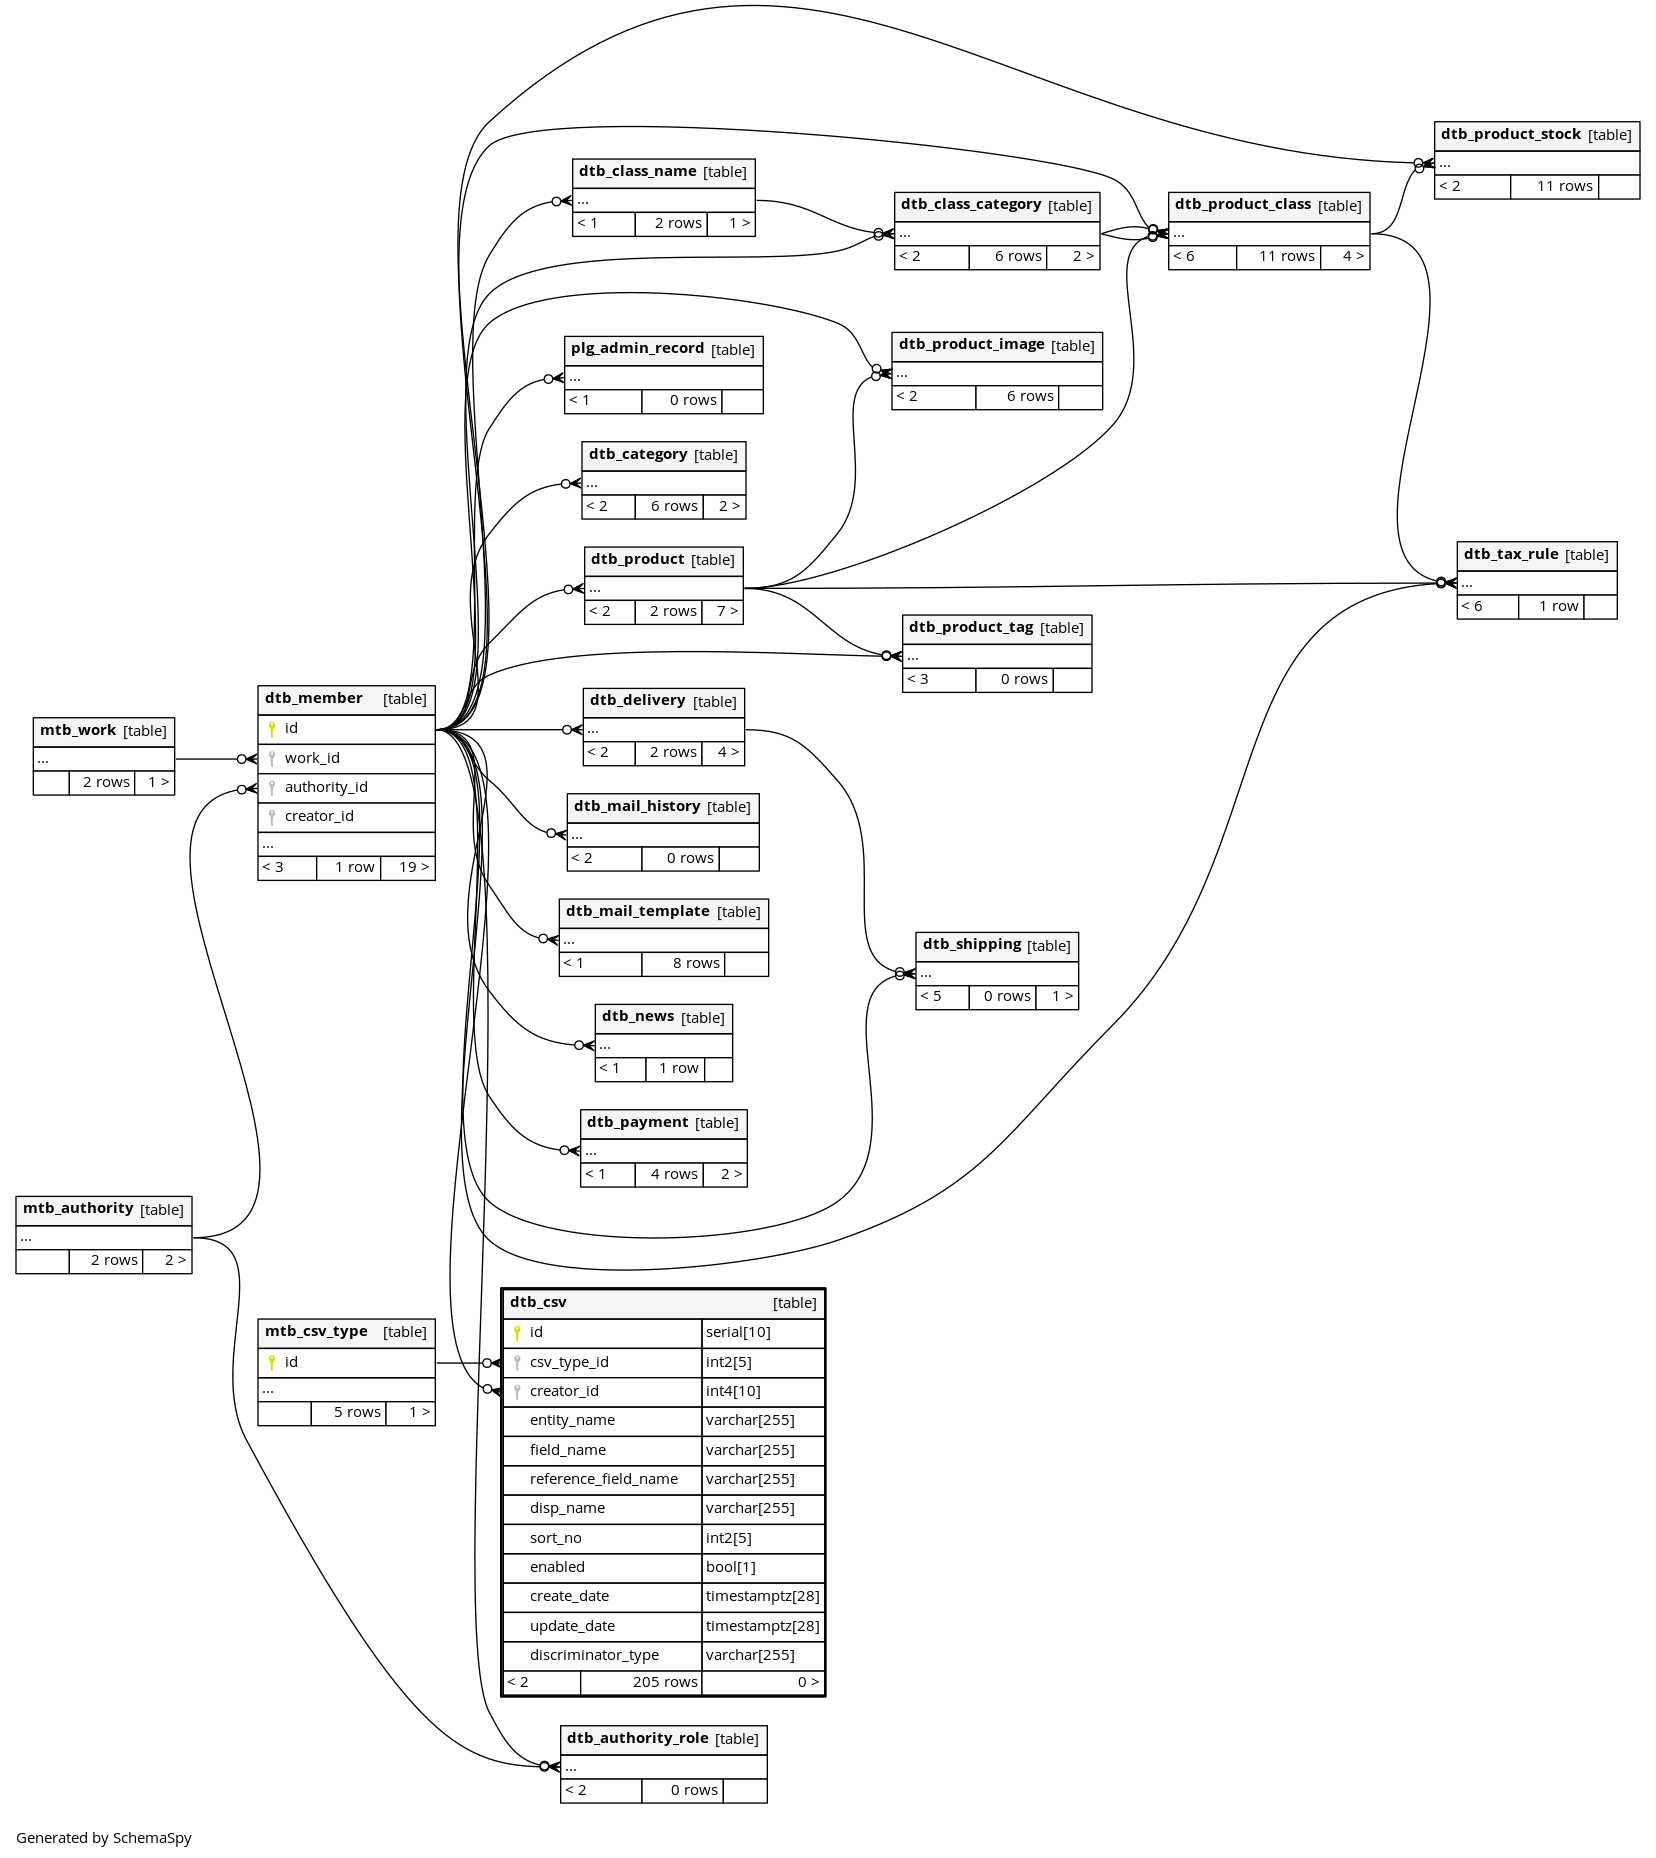 dtb_product_stock [table]
...
< 2 11 rows
dtb_class_name [table]
...
< 1 2 rows 1 >
dtb_class_category [table]
...
< 2 6 rows 2 >
dtb_product_class [table]
...
< 6 11 rows 4 >
plg_admin_record [table]
...
< 1 0 rows
dtb_product_image [table]
...
< 2 6 rows
dtb_category [table]
...
< 2 6 rows 2 >
dtb_product [table]
...
< 2 2 rows 7 >
dtb_tax_rule [table]
...
< 6 1 row
dtb_product_tag [table]
...
< 3 0 rows
dtb_member [table]
id
work_id
authority_id
creator_id
...
< 3 1 row 19 >
mtb_work [table]
...
2 rows 1 >
dtb_delivery [table]
...
< 2 2 rows 4 >
dtb_mail_history [table]
...
< 2 0 rows
dtb_mail_template [table]
...
< 1 8 rows
dtb_shipping [table]
...
< 5 0 rows 1 >
dtb_news [table]
...
< 1 1 row
dtb_payment [table]
...
< 1 4 rows 2 >
mtb_authority [table]
...
2 rows 2 >
mtb_csv_type [table]
id
...
5 rows 1 >
dtb_csv [table]
id serial[10]
csv_type_id int2[5]
creator_id int4[10]
entity_name varchar[255]
field_name varchar[255]
reference_field_name varchar[255]
disp_name varchar[255]
sort_no int2[5]
enabled bool[1]
create_date timestamptz[28]
update_date timestamptz[28]
discriminator_type varchar[255]
< 2 205 rows 0 >
dtb_authority_role [table]
...
< 2 0 rows
Generated by SchemaSpy